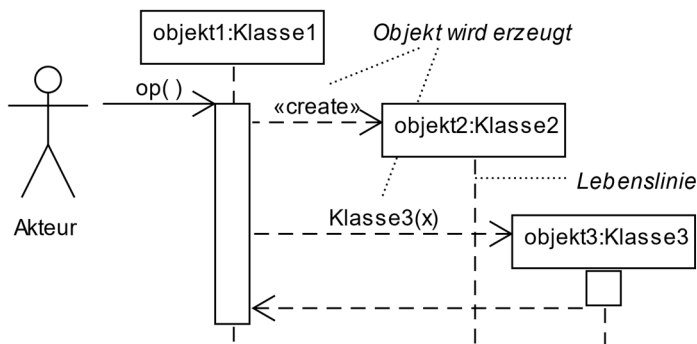 objekt1:Klasse1
Objekt wird erzeugt
op( )
«create»
objekt2:Klasse2
Lebenslinie
Akteur
Klasse3(x)
objekt3:Klasse3